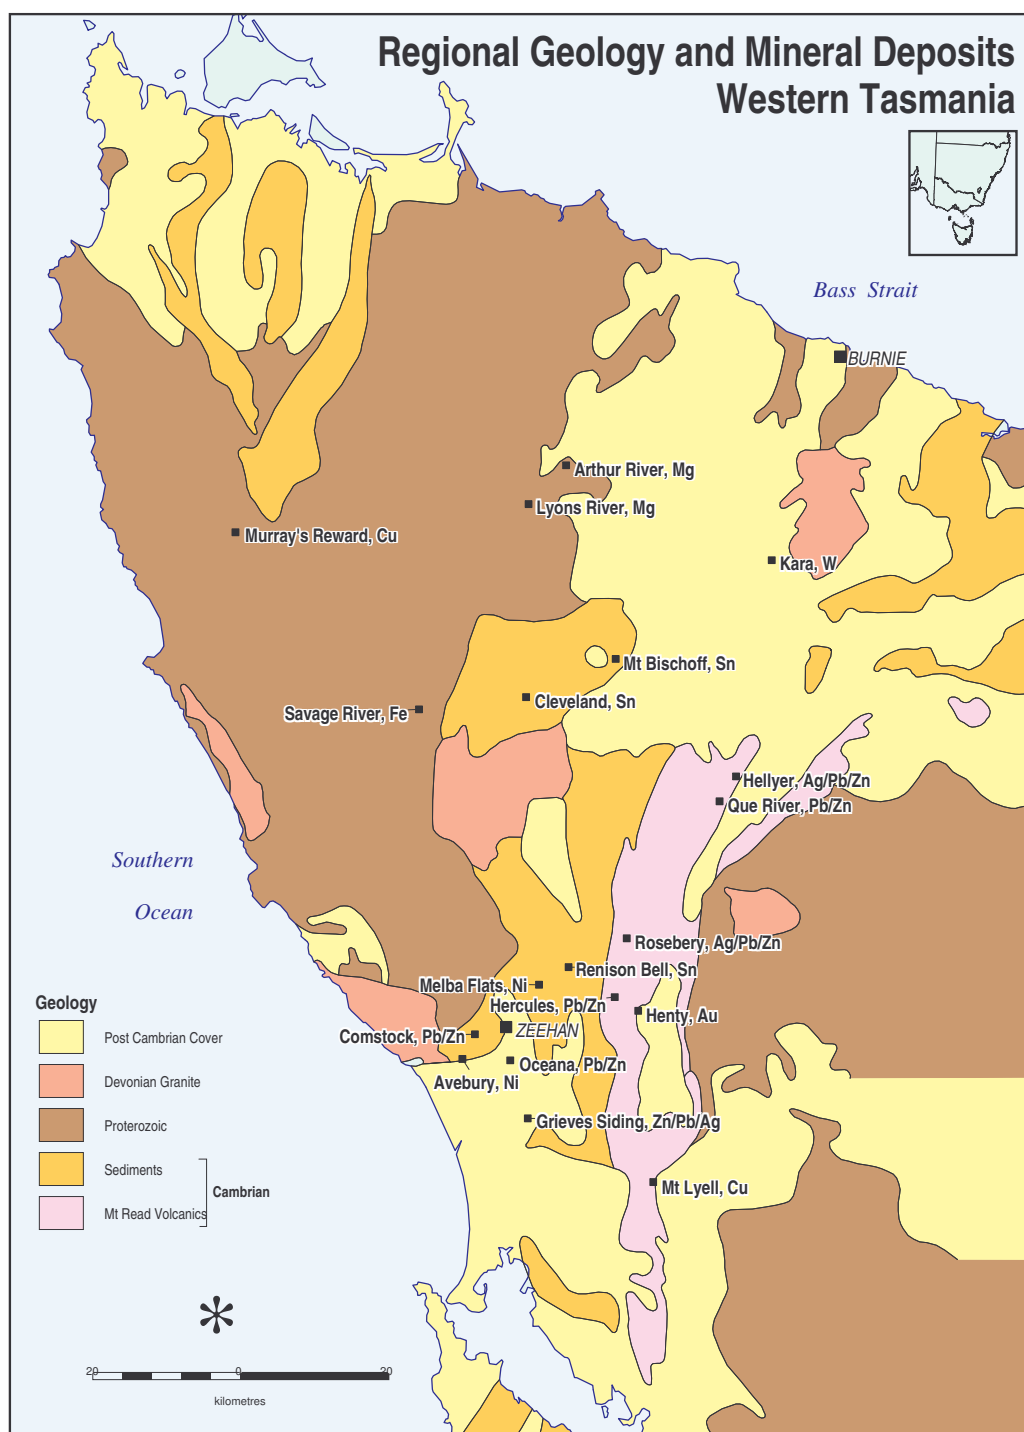 Regional Geology and Mineral Deposits
Western Tasmania
Bass Strait
BURNIE
Arthur River, Mg
Lyons River, Mg
Murray's Reward, Cu
Kara, W
Mt Bischoff, Sn
Cleveland, Sn
Savage River, Fe
Hellyer, Ag/Pb/Zn
Que River, Pb/Zn
Southern
Ocean
Rosebery, Ag/Pb/Zn
Renison Bell, Sn
Melba Flats, Ni
Hercules, Pb/Zn
Henty, Au
ZEEHAN
Comstock, Pb/Zn
Oceana, Pb/Zn
Avebury, Ni
Grieves Siding, Zn/Pb/Ag
Mt Lyell, Cu
Geology
Post Cambrian Cover
Devonian Granite
Proterozoic
Sediments
Cambrian
Mt Read Volcanics
20 0 20
kilometres